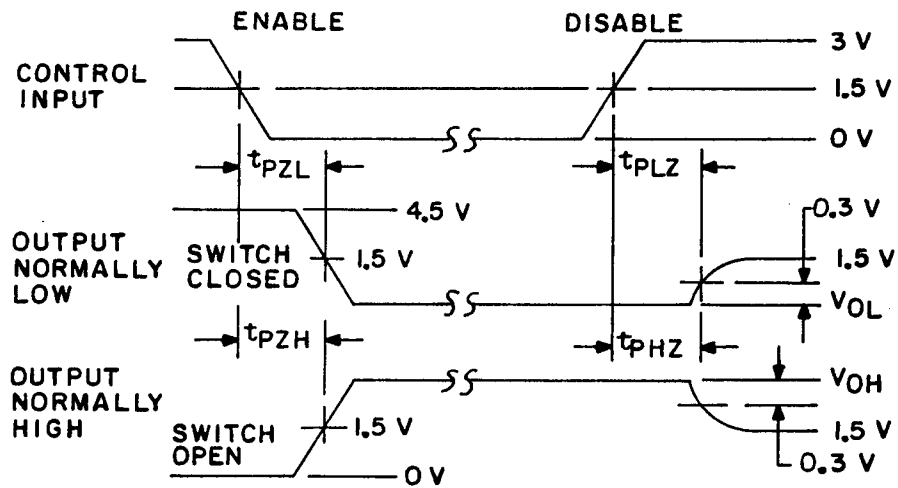 ENABLE
DISABLE
CONTROL
INPUT
3 V
1.5 V
0 V
tPZL
tPLZ
OUTPUT
NORMALLY
LOW
SWITCH
CLOSED
4.5 V
1.5 V
0.3 V
1.5 V
VOL
tPZH
tPHZ
OUTPUT
NORMALLY
HIGH
SWITCH
OPEN
1.5 V
0 V
VOH
1.5 V
0.3 V